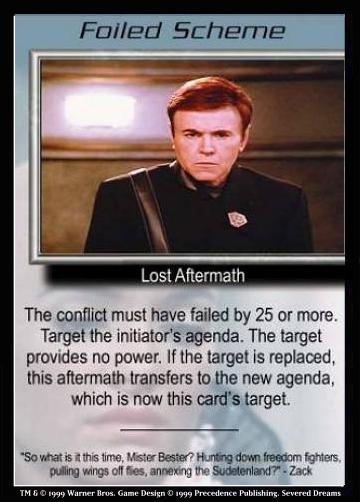 Foiled Scheme
Lost Aftermath
The conflict must have failed by 25 or more.
Target the initiator's agenda. The target
provides no power. If the target is replaced,
this aftermath transfers to the new agenda,
which is now this card's target.
"So what is it this time, Mister Bester? Hunting down freedom fighters,
pulling wings off flies, annexing the Sudetenland?" - Zack
TM & © 1999 Warner Bros. Game Design © 1999 Precedence Publishing. Severed Dreams